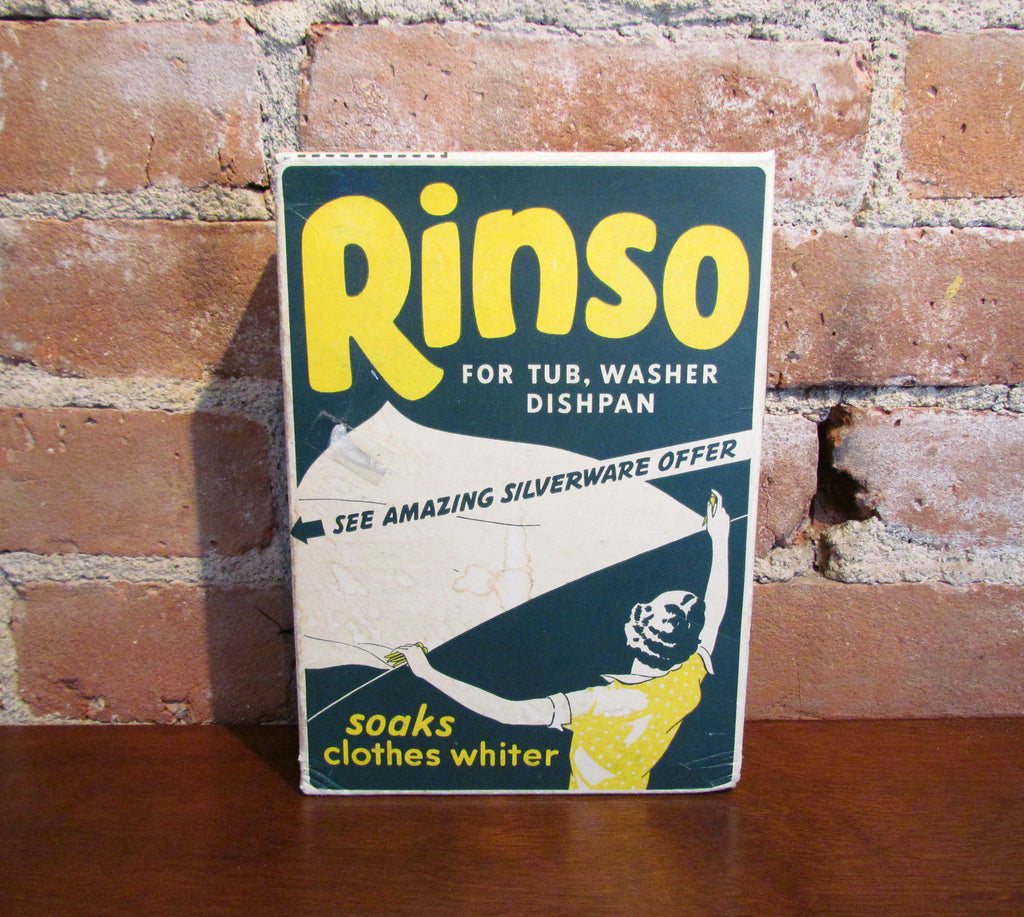 Rinso
FOR TUB, WASHER
DISHPAN
SEE AMAZING SILVERWARE OFFER
soaks
clothes whiter